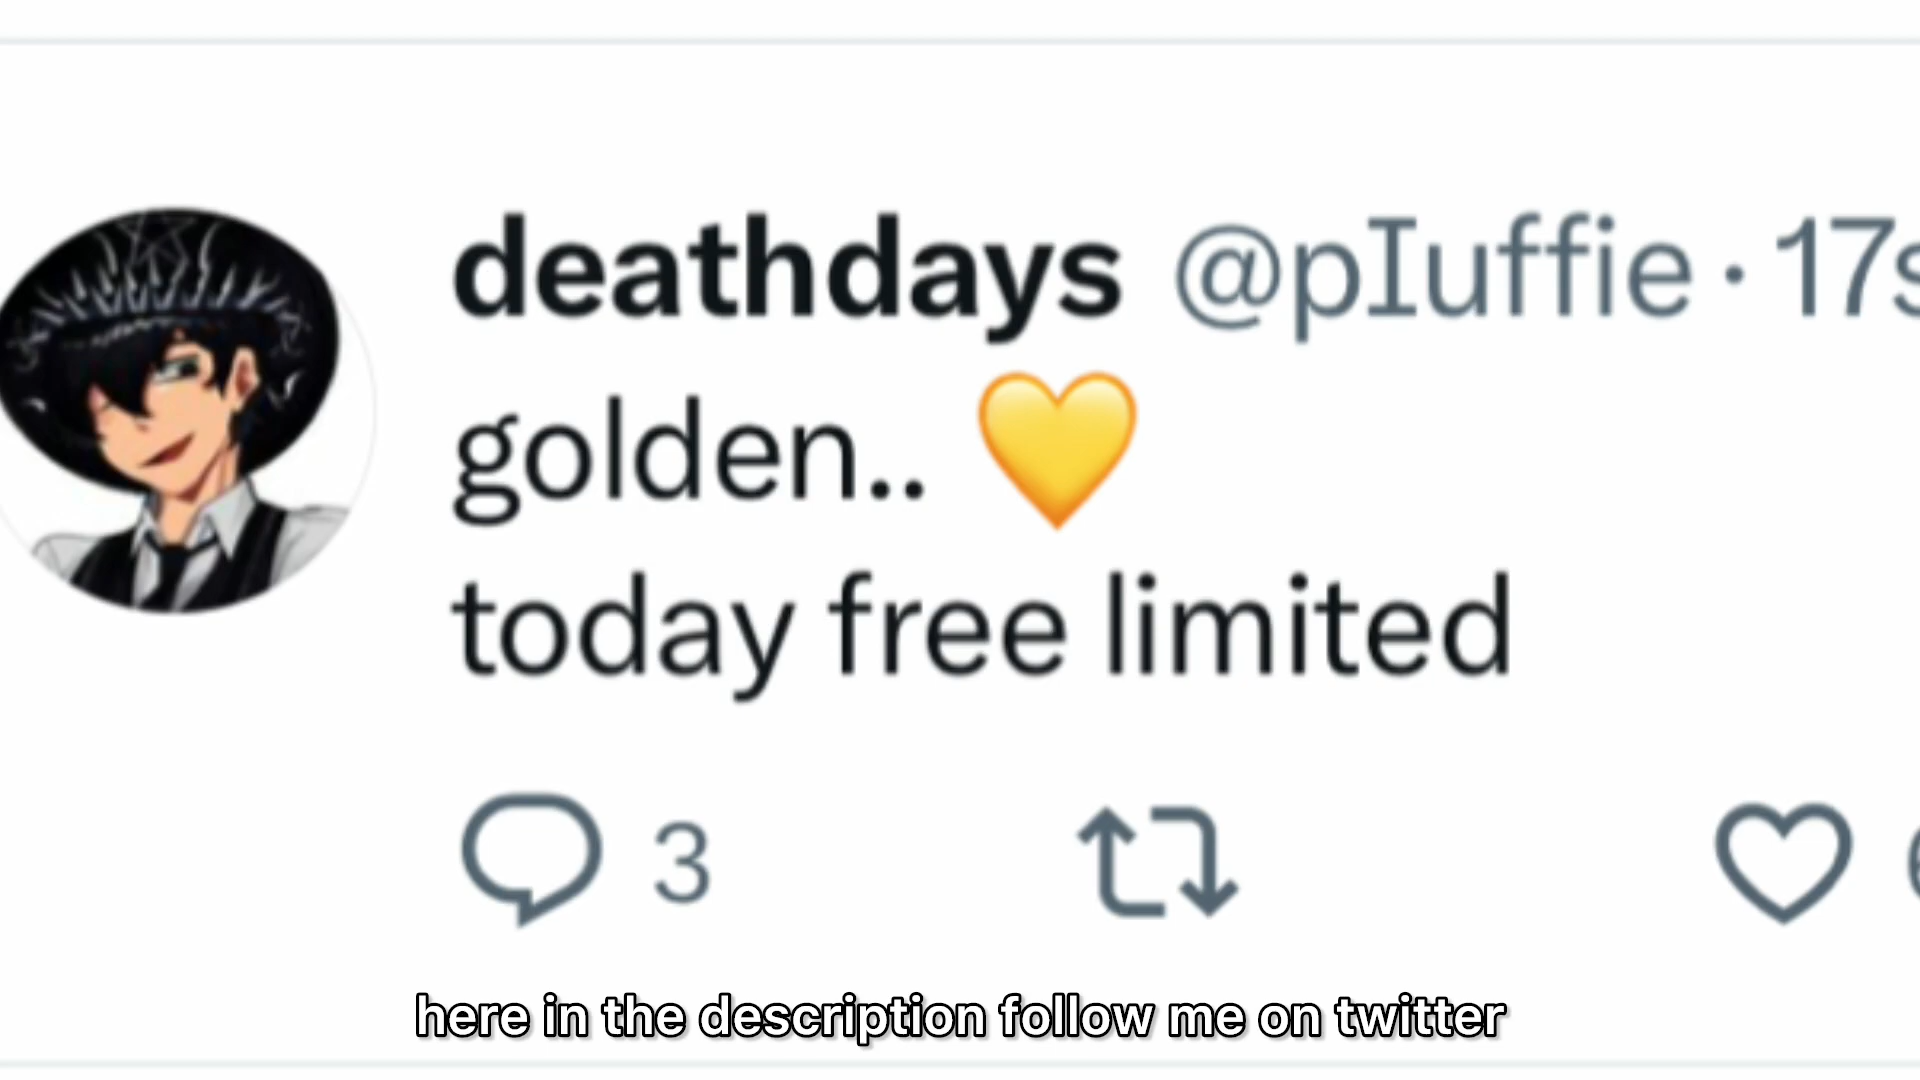 deathdays @pIuffie · 17s
golden.. 💛
today free limited
3
here in the description follow me on twitter